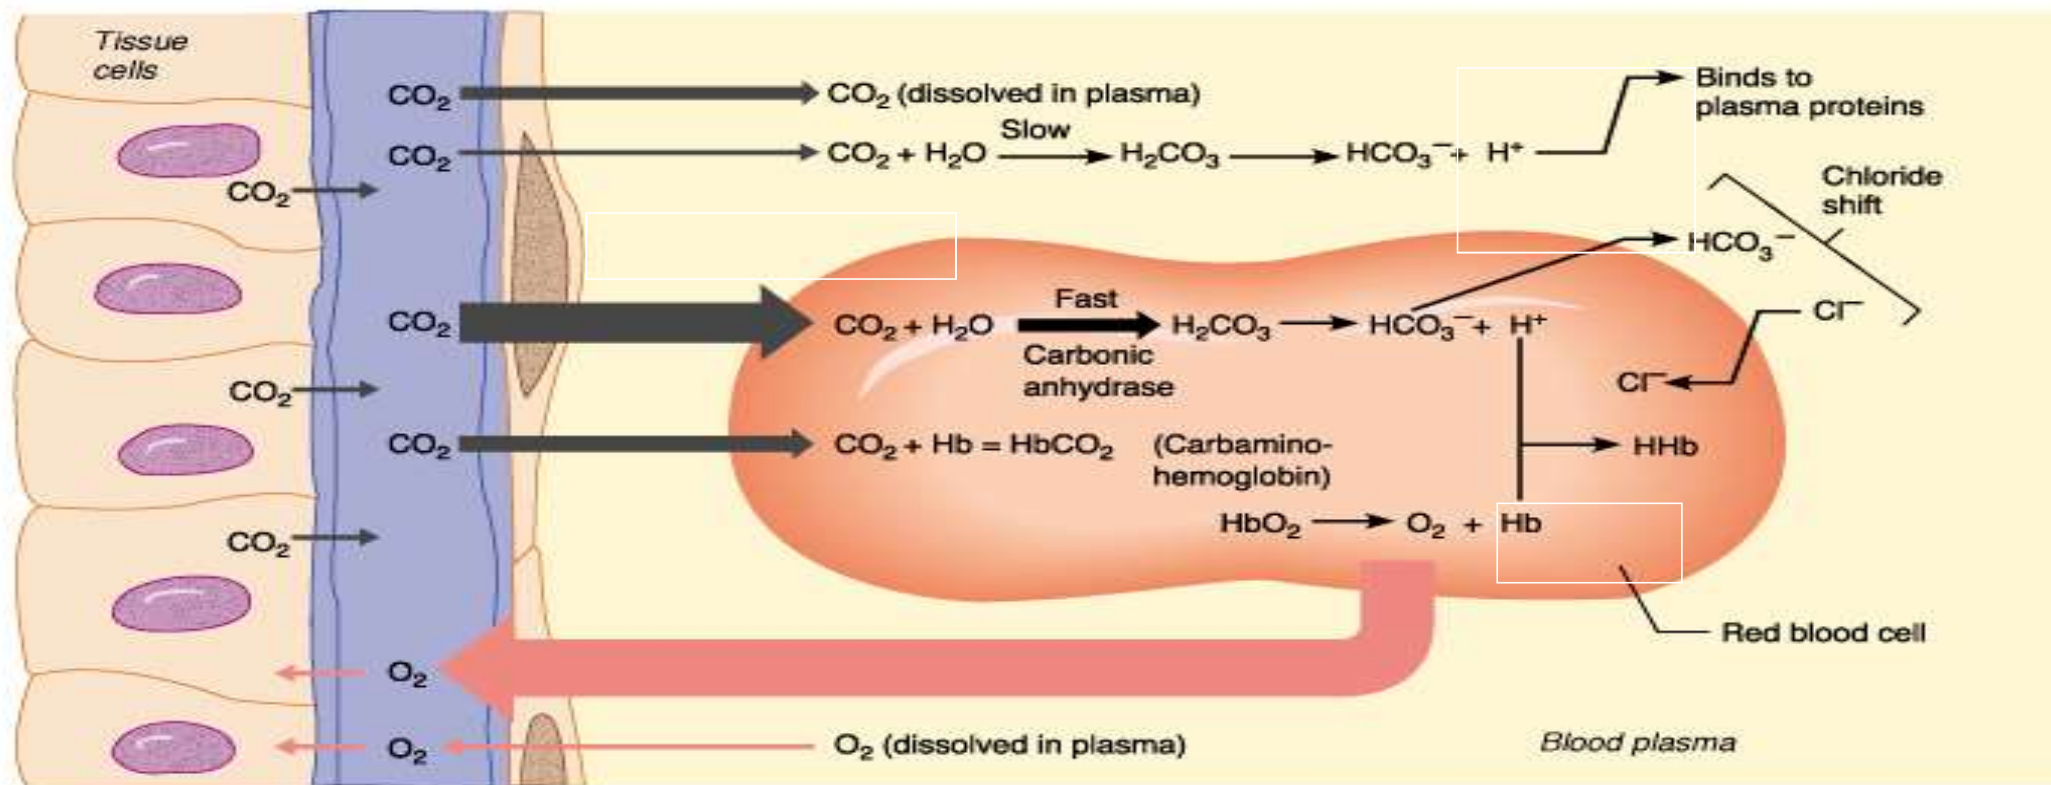 Tissue
cells
CO₂ CO₂ (dissolved in plasma)
Binds to
plasma proteins
Slow
CO₂ CO₂ + H₂O H₂CO₃ HCO₃⁻ + H⁺
CO₂
Chloride
shift
HCO₃⁻
Fast
CO₂ CO₂ + H₂O H₂CO₃ HCO₃⁻ + H⁺
Cl⁻
Carbonic
anhydrase
CO₂
Cl⁻
CO₂ CO₂ + Hb = HbCO₂ (Carbamino-
hemoglobin)
HHb
HbO₂ O₂ + Hb
CO₂
Red blood cell
O₂
O₂ O₂ (dissolved in plasma)
Blood plasma